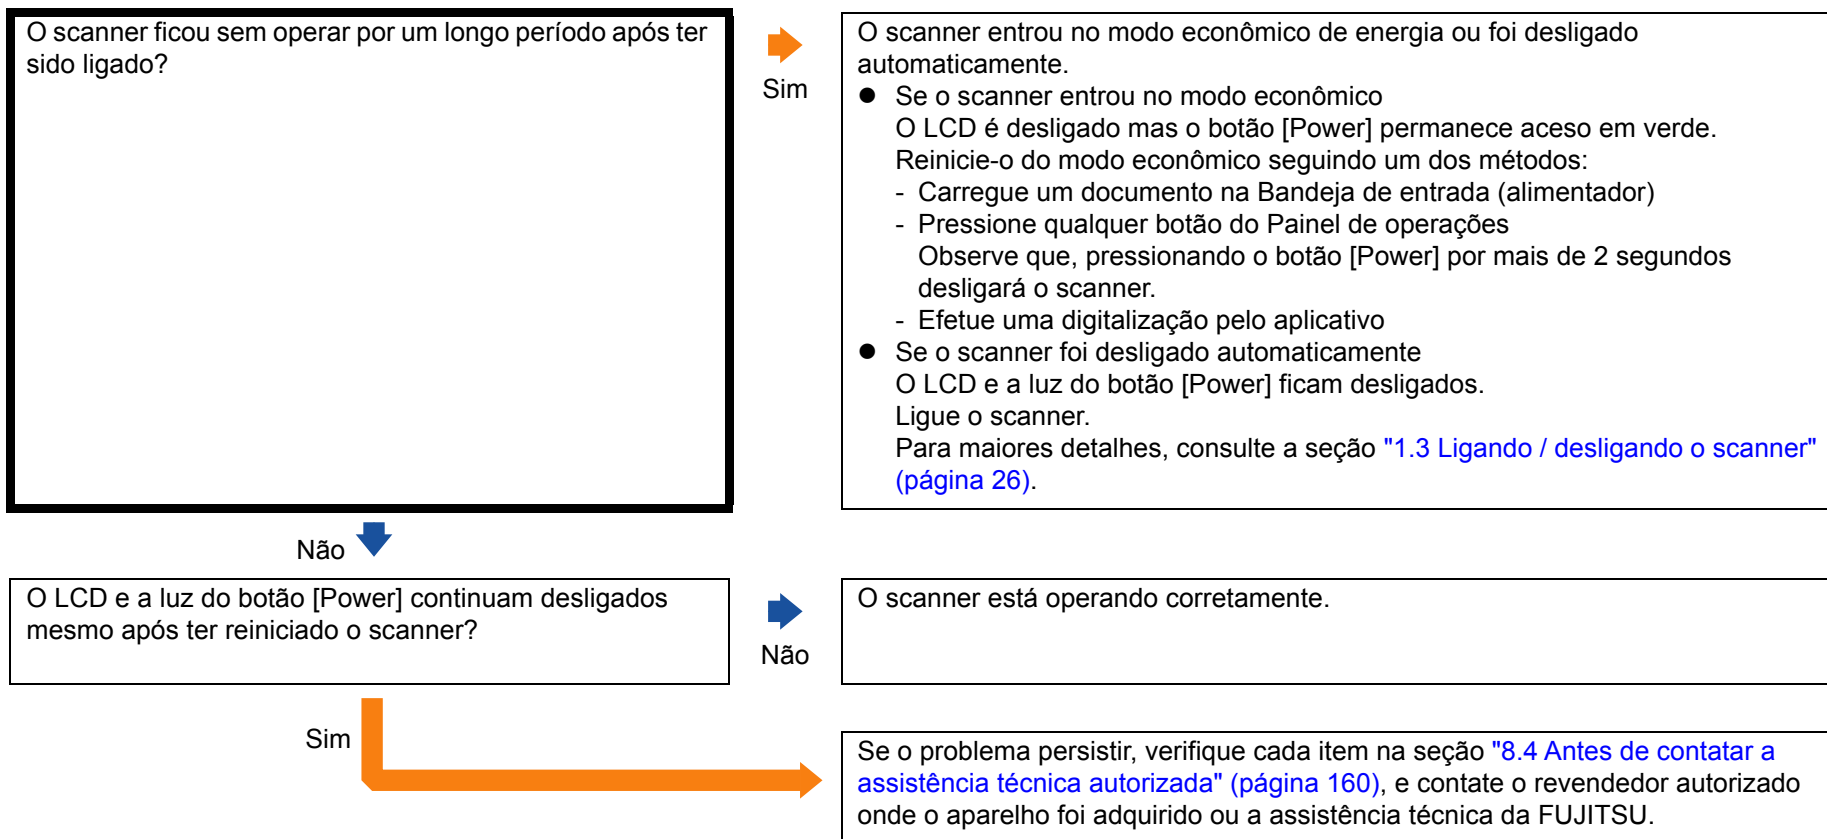 O scanner ficou sem operar por um longo período após ter
sido ligado?
Sim
O scanner entrou no modo econômico de energia ou foi desligado
automaticamente.
● Se o scanner entrou no modo econômico
O LCD é desligado mas o botão [Power] permanece aceso em verde.
Reinicie-o do modo econômico seguindo um dos métodos:
- Carregue um documento na Bandeja de entrada (alimentador)
- Pressione qualquer botão do Painel de operações
Observe que, pressionando o botão [Power] por mais de 2 segundos
desligará o scanner.
- Efetue uma digitalização pelo aplicativo
● Se o scanner foi desligado automaticamente
O LCD e a luz do botão [Power] ficam desligados.
Ligue o scanner.
Para maiores detalhes, consulte a seção "1.3 Ligando / desligando o scanner"
(página 26).
Não
O LCD e a luz do botão [Power] continuam desligados
mesmo após ter reiniciado o scanner?
Não
O scanner está operando corretamente.
Sim
Se o problema persistir, verifique cada item na seção "8.4 Antes de contatar a
assistência técnica autorizada" (página 160), e contate o revendedor autorizado
onde o aparelho foi adquirido ou a assistência técnica da FUJITSU.